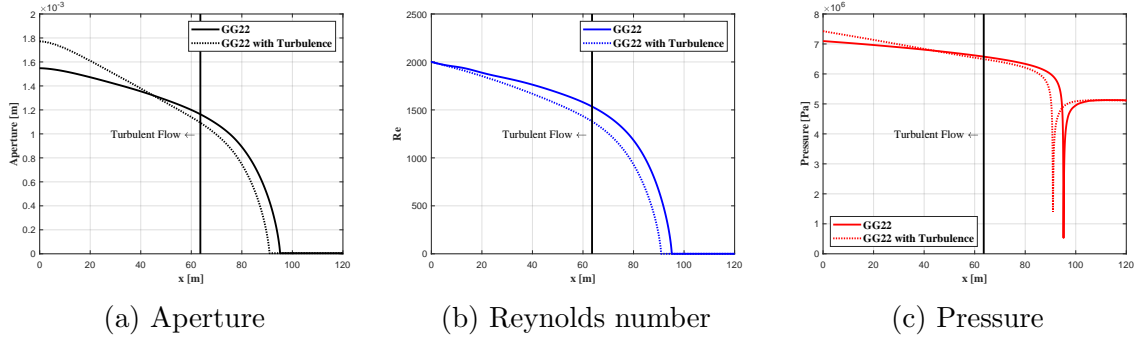 ×10⁻³
2
1.8
1.6
1.4
1.2
1
0.8
0.6
0.4
0.2
0
Aperture [m]
GG22
GG22 with Turbulence
Turbulent Flow ←
0 20 40 60 80 100 120
x [m]
(a) Aperture
2500
2000
1500
1000
500
0
Re
GG22
GG22 with Turbulence
Turbulent Flow ←
0 20 40 60 80 100 120
x [m]
(b) Reynolds number
×10⁶
8
7
6
5
4
3
2
1
0
Pressure [Pa]
Turbulent Flow ←
GG22
GG22 with Turbulence
0 20 40 60 80 100 120
x [m]
(c) Pressure